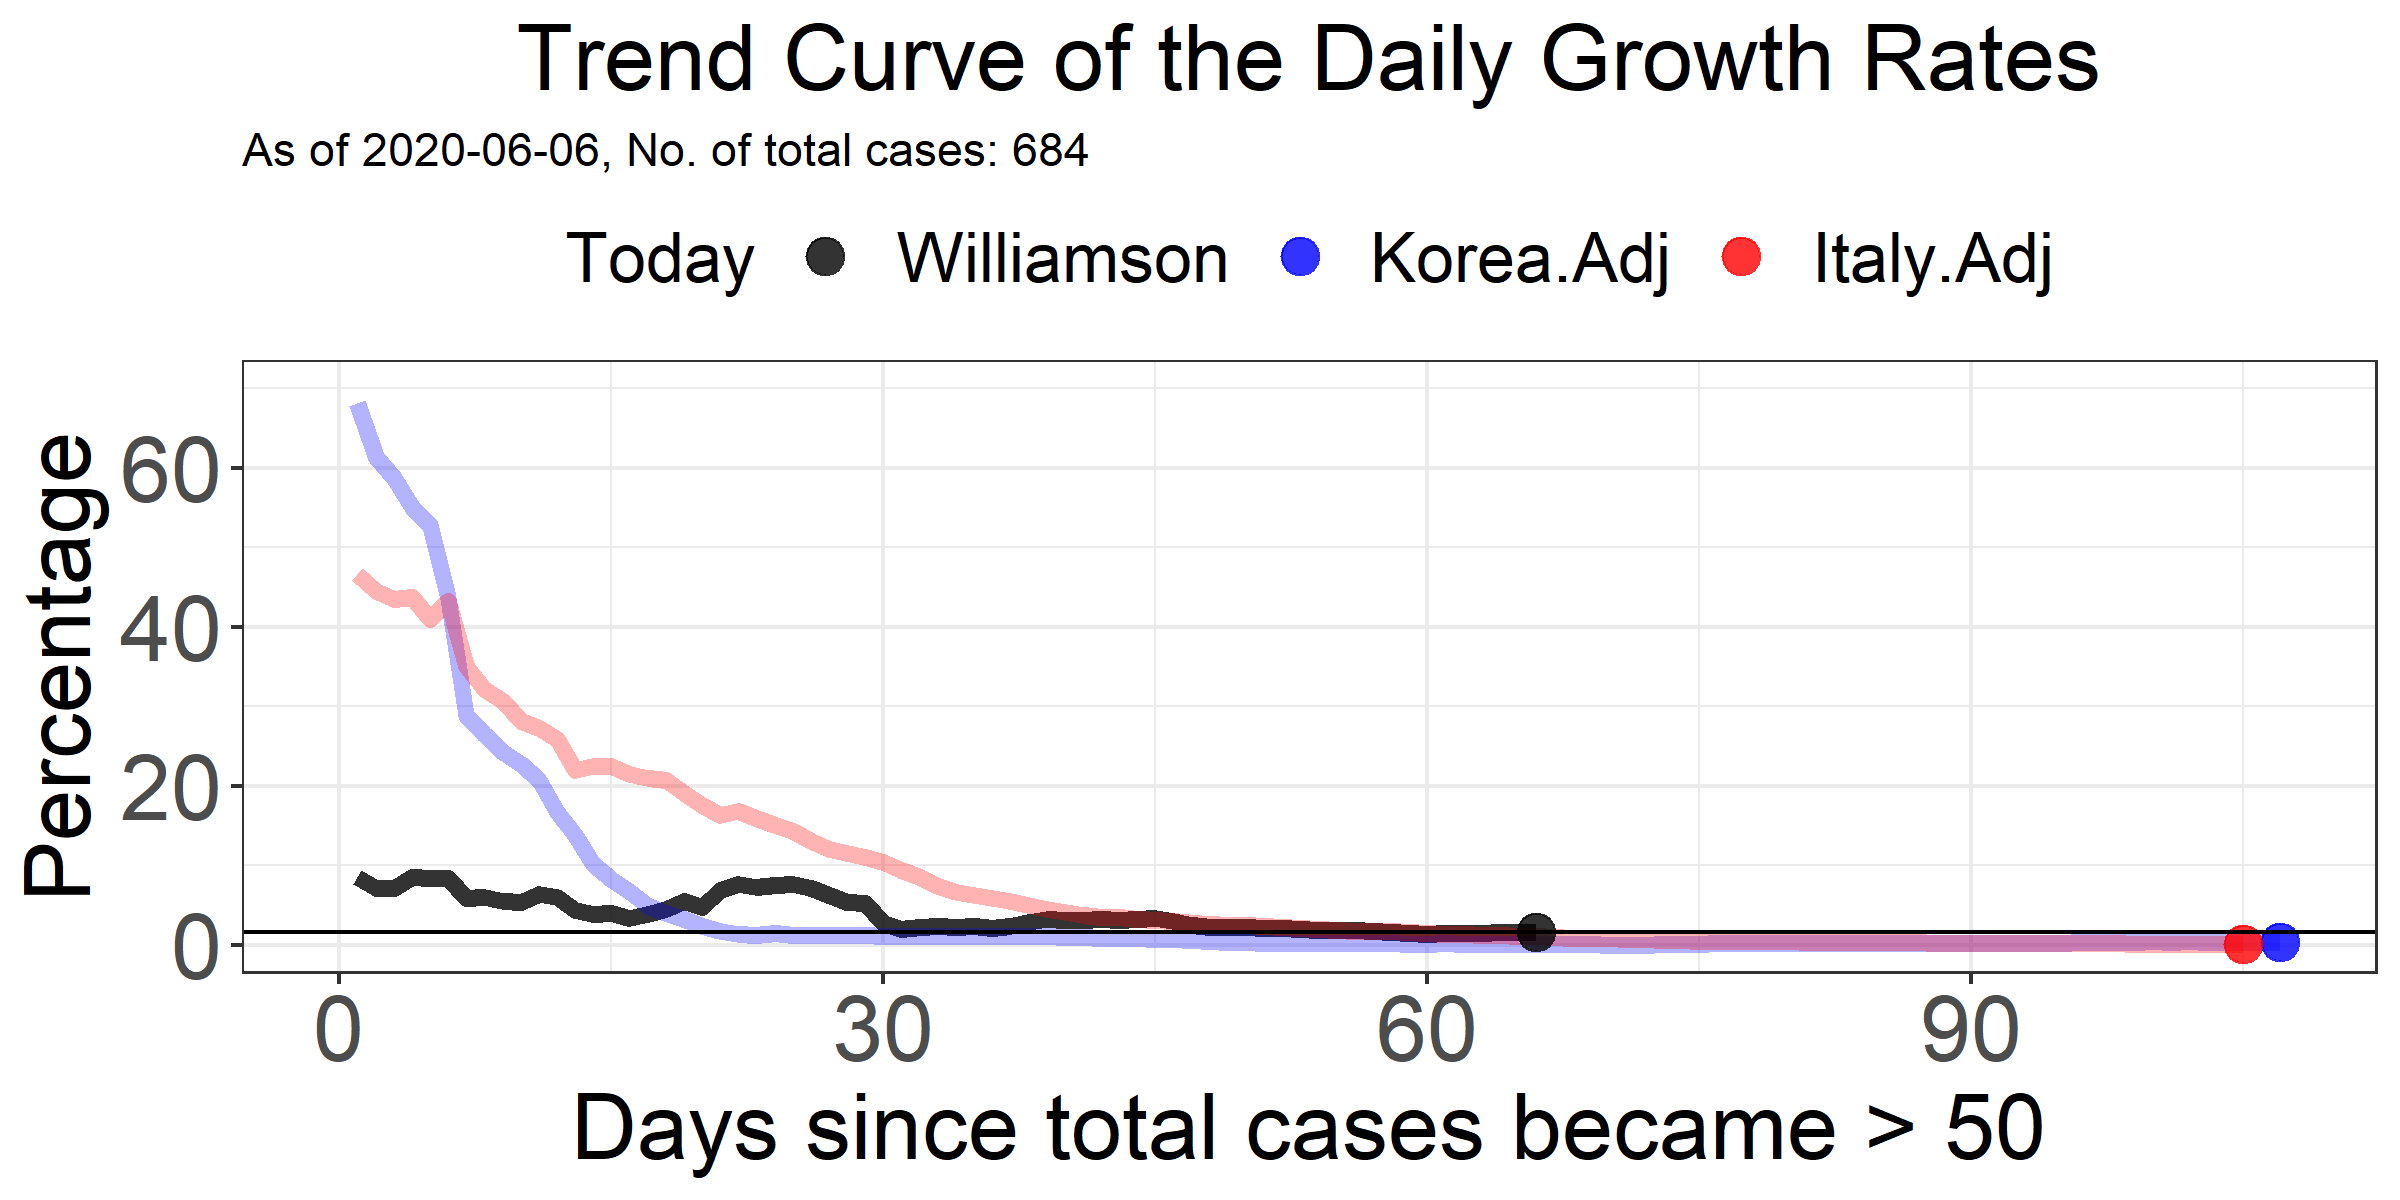 Trend Curve of the Daily Growth Rates
As of 2020-06-06, No. of total cases: 684
Today Williamson Korea.Adj Italy.Adj
Percentage
60
40
20
0
0 30 60 90
Days since total cases became > 50